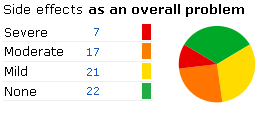 Side effects as an overall problem
Severe 7
Moderate 17
Mild 21
None 22